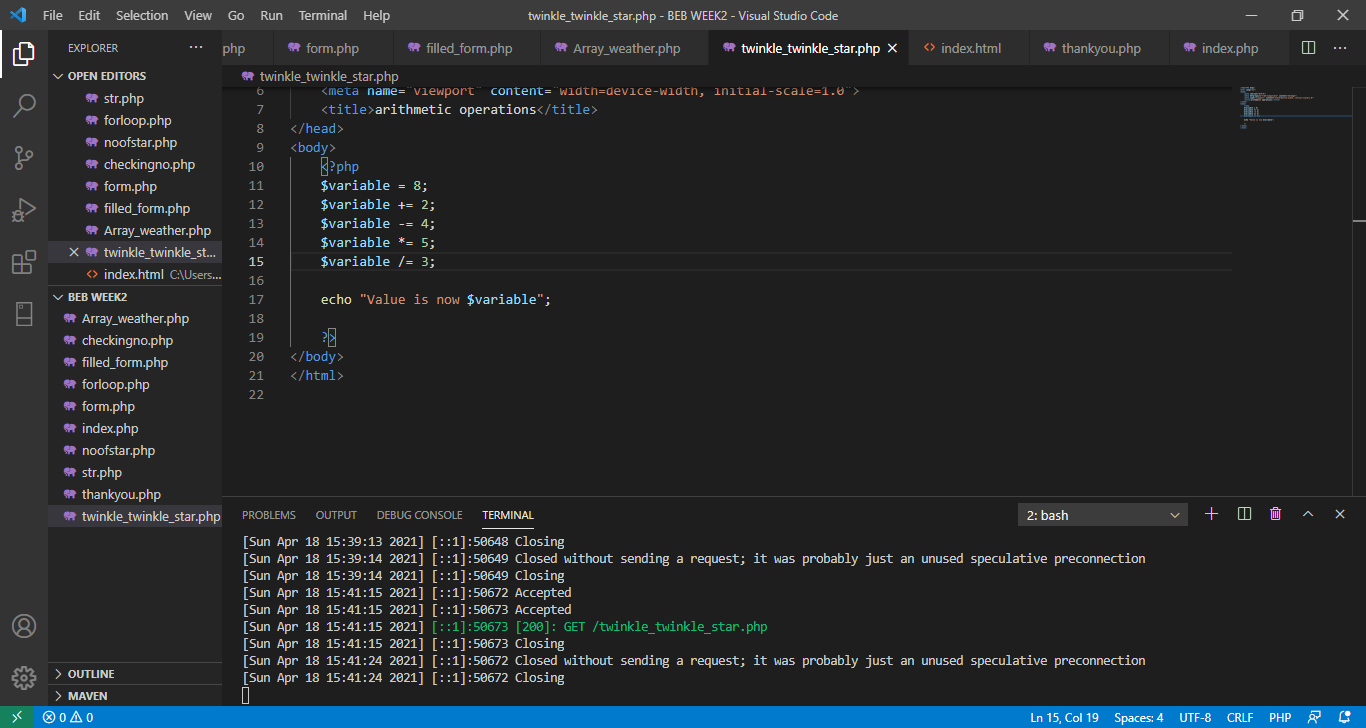 File Edit Selection View Go Run Terminal Help
twinkle_twinkle_star.php - BEB WEEK2 - Visual Studio Code
EXPLORER
OPEN EDITORS
str.php
forloop.php
noofstar.php
checkingno.php
form.php
filled_form.php
Array_weather.php
twinkle_twinkle_st...
index.html C:\Users...
BEB WEEK2
Array_weather.php
checkingno.php
filled_form.php
forloop.php
form.php
index.php
noofstar.php
str.php
thankyou.php
twinkle_twinkle_star.php
OUTLINE
MAVEN
php form.php filled_form.php Array_weather.php twinkle_twinkle_star.php index.html thankyou.php index.php
twinkle_twinkle_star.php
6 <meta name="viewport" content="width=device-width, initial-scale=1.0">
7 <title>arithmetic operations</title>
8 </head>
9 <body>
10 <?php
11 $variable = 8;
12 $variable += 2;
13 $variable -= 4;
14 $variable *= 5;
15 $variable /= 3;
16
17 echo "Value is now $variable";
18
19 ?>
20 </body>
21 </html>
22
PROBLEMS OUTPUT DEBUG CONSOLE TERMINAL
2: bash
[Sun Apr 18 15:39:13 2021] [::1]:50648 Closing
[Sun Apr 18 15:39:14 2021] [::1]:50649 Closed without sending a request; it was probably just an unused speculative preconnection
[Sun Apr 18 15:39:14 2021] [::1]:50649 Closing
[Sun Apr 18 15:41:15 2021] [::1]:50672 Accepted
[Sun Apr 18 15:41:15 2021] [::1]:50673 Accepted
[Sun Apr 18 15:41:15 2021] [::1]:50673 [200]: GET /twinkle_twinkle_star.php
[Sun Apr 18 15:41:15 2021] [::1]:50673 Closing
[Sun Apr 18 15:41:24 2021] [::1]:50672 Closed without sending a request; it was probably just an unused speculative preconnection
[Sun Apr 18 15:41:24 2021] [::1]:50672 Closing
0 0
Ln 15, Col 19 Spaces: 4 UTF-8 CRLF PHP